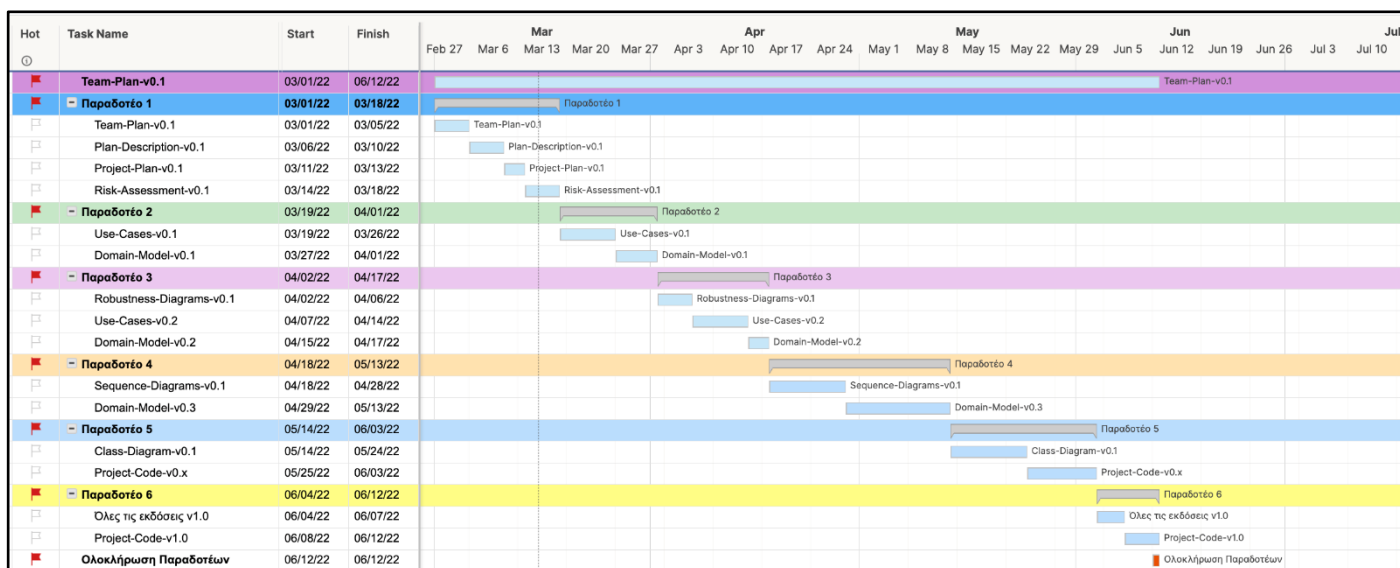 Hot Task Name Start Finish Mar Apr May Jun Jul
Feb 27 Mar 6 Mar 13 Mar 20 Mar 27 Apr 3 Apr 10 Apr 17 Apr 24 May 1 May 8 May 15 May 22 May 29 Jun 5 Jun 12 Jun 19 Jun 26 Jul 3 Jul 10
Team-Plan-v0.1 03/01/22 06/12/22 Team-Plan-v0.1
Παραδοτέο 1 03/01/22 03/18/22 Παραδοτέο 1
Team-Plan-v0.1 03/01/22 03/05/22 Team-Plan-v0.1
Plan-Description-v0.1 03/06/22 03/10/22 Plan-Description-v0.1
Project-Plan-v0.1 03/11/22 03/13/22 Project-Plan-v0.1
Risk-Assessment-v0.1 03/14/22 03/18/22 Risk-Assessment-v0.1
Παραδοτέο 2 03/19/22 04/01/22 Παραδοτέο 2
Use-Cases-v0.1 03/19/22 03/26/22 Use-Cases-v0.1
Domain-Model-v0.1 03/27/22 04/01/22 Domain-Model-v0.1
Παραδοτέο 3 04/02/22 04/17/22 Παραδοτέο 3
Robustness-Diagrams-v0.1 04/02/22 04/06/22 Robustness-Diagrams-v0.1
Use-Cases-v0.2 04/07/22 04/14/22 Use-Cases-v0.2
Domain-Model-v0.2 04/15/22 04/17/22 Domain-Model-v0.2
Παραδοτέο 4 04/18/22 05/13/22 Παραδοτέο 4
Sequence-Diagrams-v0.1 04/18/22 04/28/22 Sequence-Diagrams-v0.1
Domain-Model-v0.3 04/29/22 05/13/22 Domain-Model-v0.3
Παραδοτέο 5 05/14/22 06/03/22 Παραδοτέο 5
Class-Diagram-v0.1 05/14/22 05/24/22 Class-Diagram-v0.1
Project-Code-v0.x 05/25/22 06/03/22 Project-Code-v0.x
Παραδοτέο 6 06/04/22 06/12/22 Παραδοτέο 6
Όλες τις εκδόσεις v1.0 06/04/22 06/07/22 Όλες τις εκδόσεις v1.0
Project-Code-v1.0 06/08/22 06/12/22 Project-Code-v1.0
Ολοκλήρωση Παραδοτέων 06/12/22 06/12/22 Ολοκλήρωση Παραδοτέων